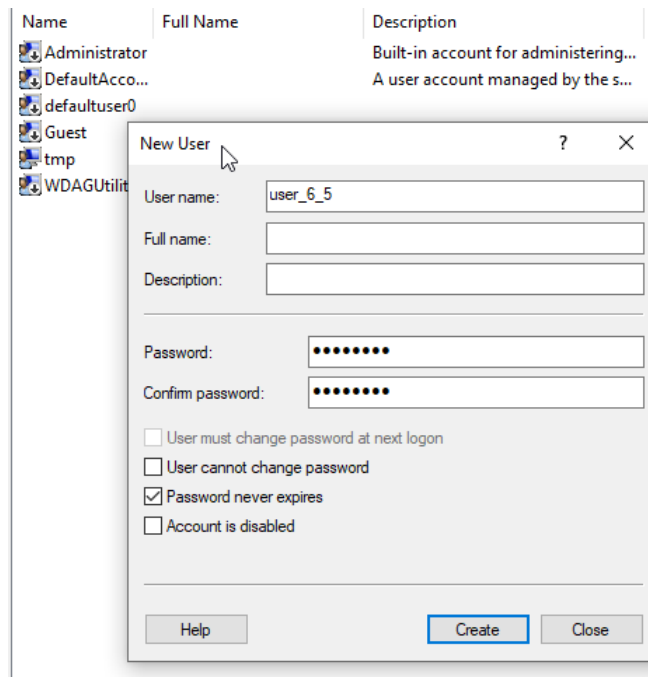 Name Full Name Description
Administrator Built-in account for administering...
DefaultAcco... A user account managed by the s...
defaultuser0
Guest
tmp
WDAGUtilit
New User ?
User name: user_6_5
Full name:
Description:
Password: ●●●●●●●●
Confirm password: ●●●●●●●●
User must change password at next logon
User cannot change password
Password never expires
Account is disabled
Help Create Close